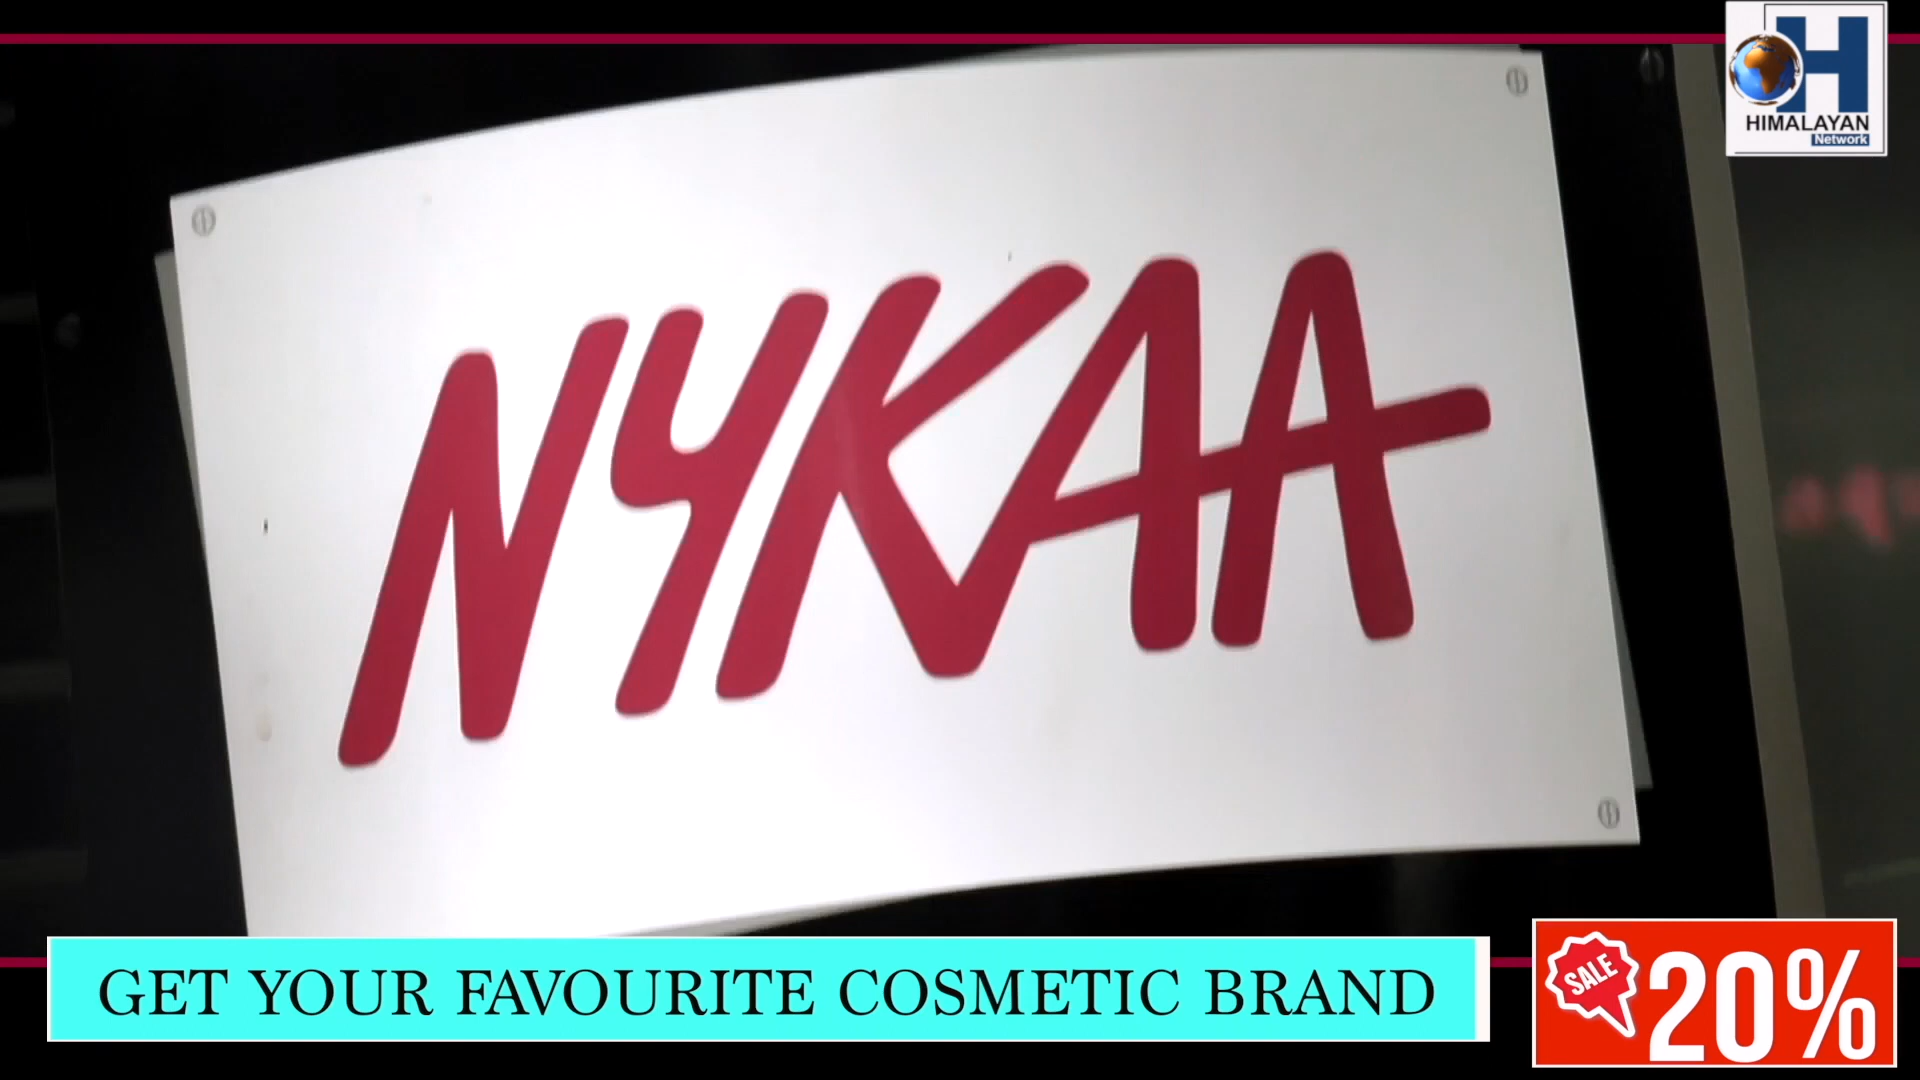 HIMALAYAN
Network
NYKAA
GET YOUR FAVOURITE COSMETIC BRAND
SALE
20%